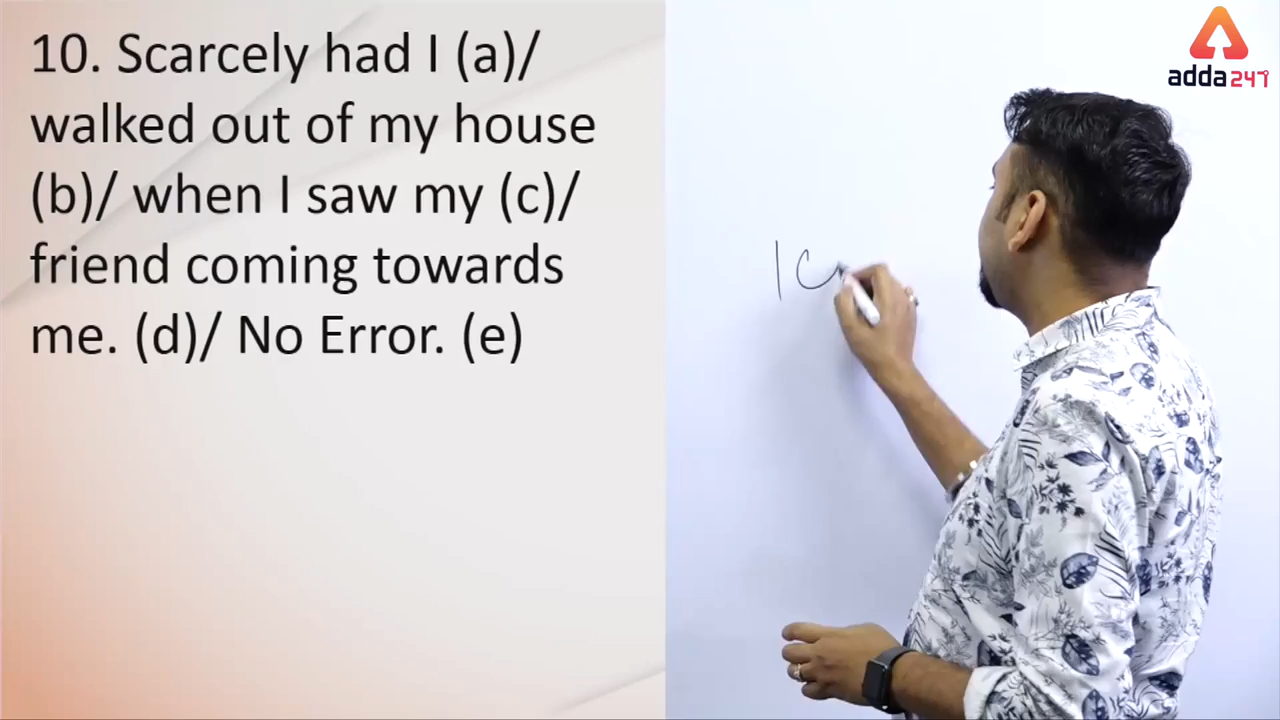 10. Scarcely had I (a)/
walked out of my house
(b)/ when I saw my (c)/
friend coming towards
me. (d)/ No Error. (e)
adda247